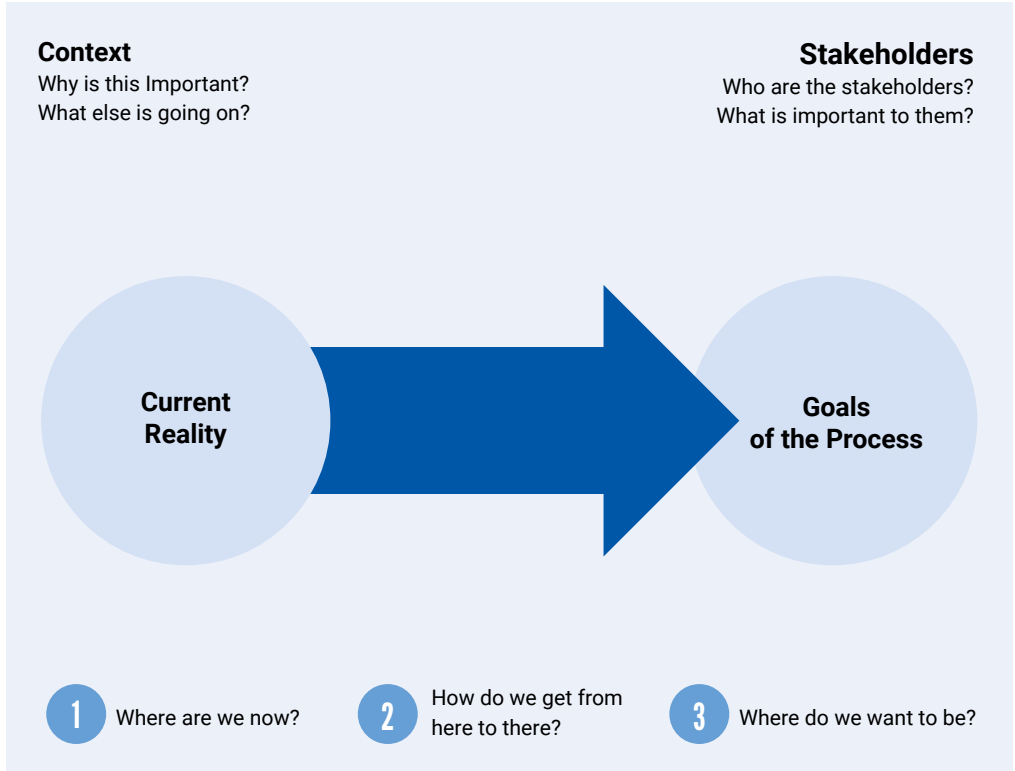 Context
Why is this Important?
What else is going on?
Stakeholders
Who are the stakeholders?
What is important to them?
Current
Reality
Goals
of the Process
1
Where are we now?
2
How do we get from
here to there?
3
Where do we want to be?